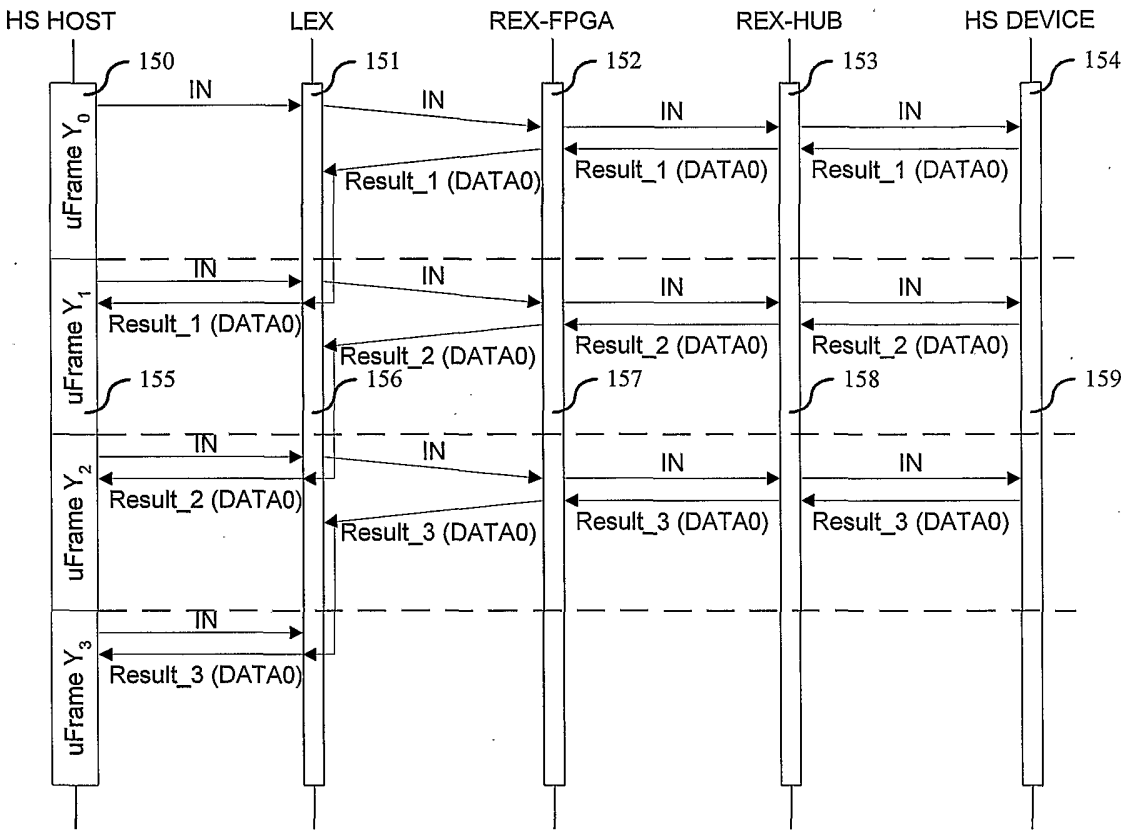 HS HOST LEX REX-FPGA REX-HUB HS DEVICE
150 151 152 153 154
IN IN IN IN
uFrame Y0
Result_1 (DATA0) Result_1 (DATA0) Result_1 (DATA0)
IN IN IN IN
uFrame Y1
Result_1 (DATA0) Result_2 (DATA0) Result_2 (DATA0) Result_2 (DATA0)
155 156 157 158 159
IN IN IN IN
uFrame Y2
Result_2 (DATA0) Result_3 (DATA0) Result_3 (DATA0) Result_3 (DATA0)
IN
uFrame Y3
Result_3 (DATA0)